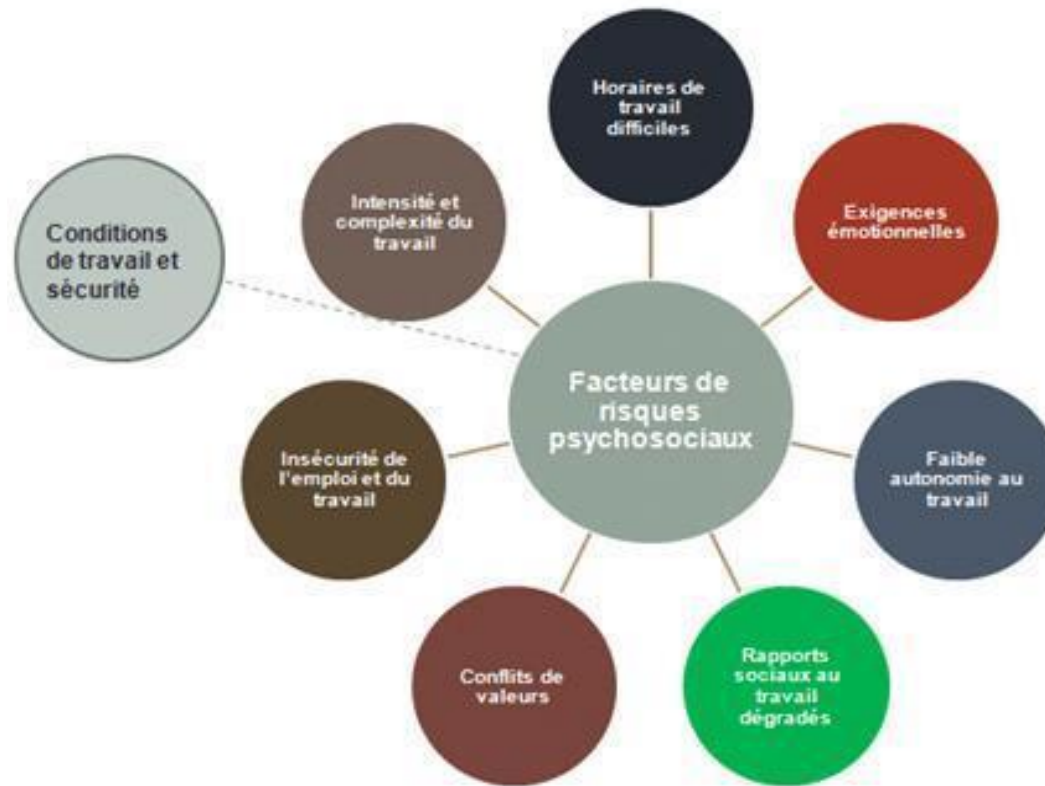 Horaires de
travail
difficiles
Intensité et
complexité du
travail
Exigences
émotionnelles
Conditions
de travail et
sécurité
Facteurs de
risques
psychosociaux
Insécurité de
l'emploi et du
travail
Faible
autonomie au
travail
Conflits de
valeurs
Rapports
sociaux au
travail
dégradés